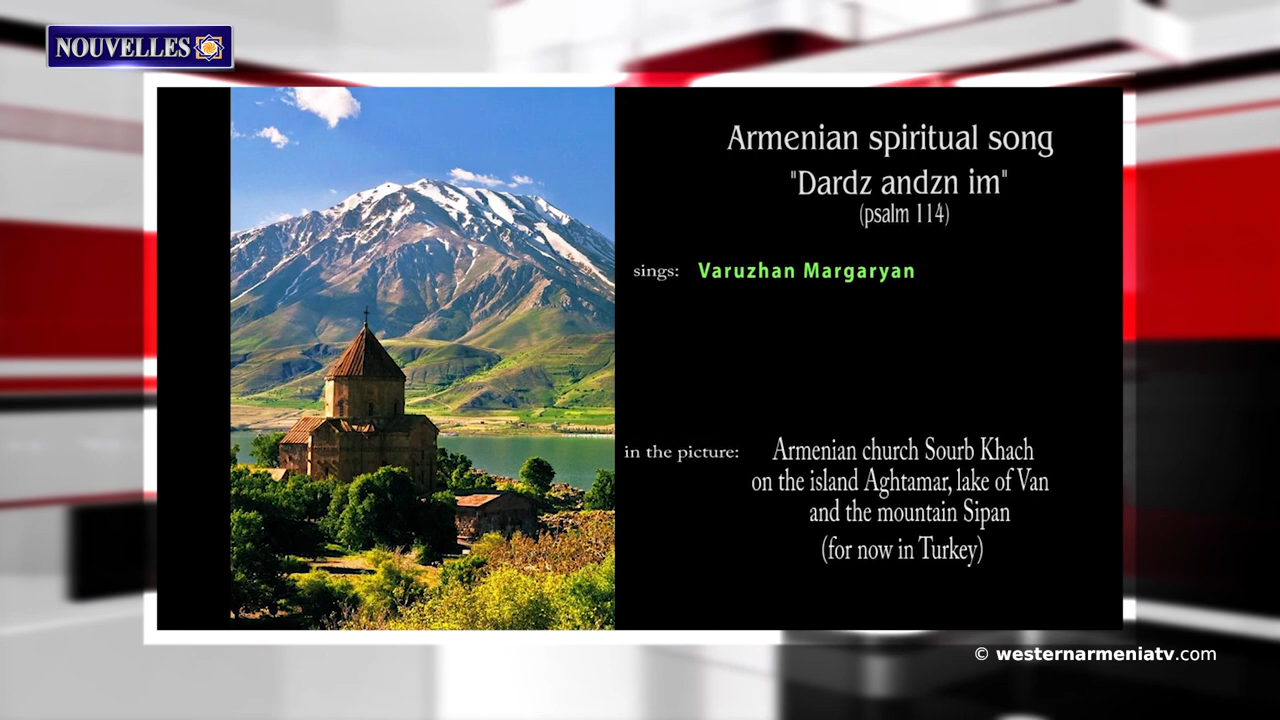 NOUVELLES
Armenian spiritual song
"Dardz andzn im"
(psalm 114)
sings: Varuzhan Margaryan
in the picture: Armenian church Sourb Khach
on the island Aghtamar, lake of Van
and the mountain Sipan
(for now in Turkey)
© westernarmeniatv.com